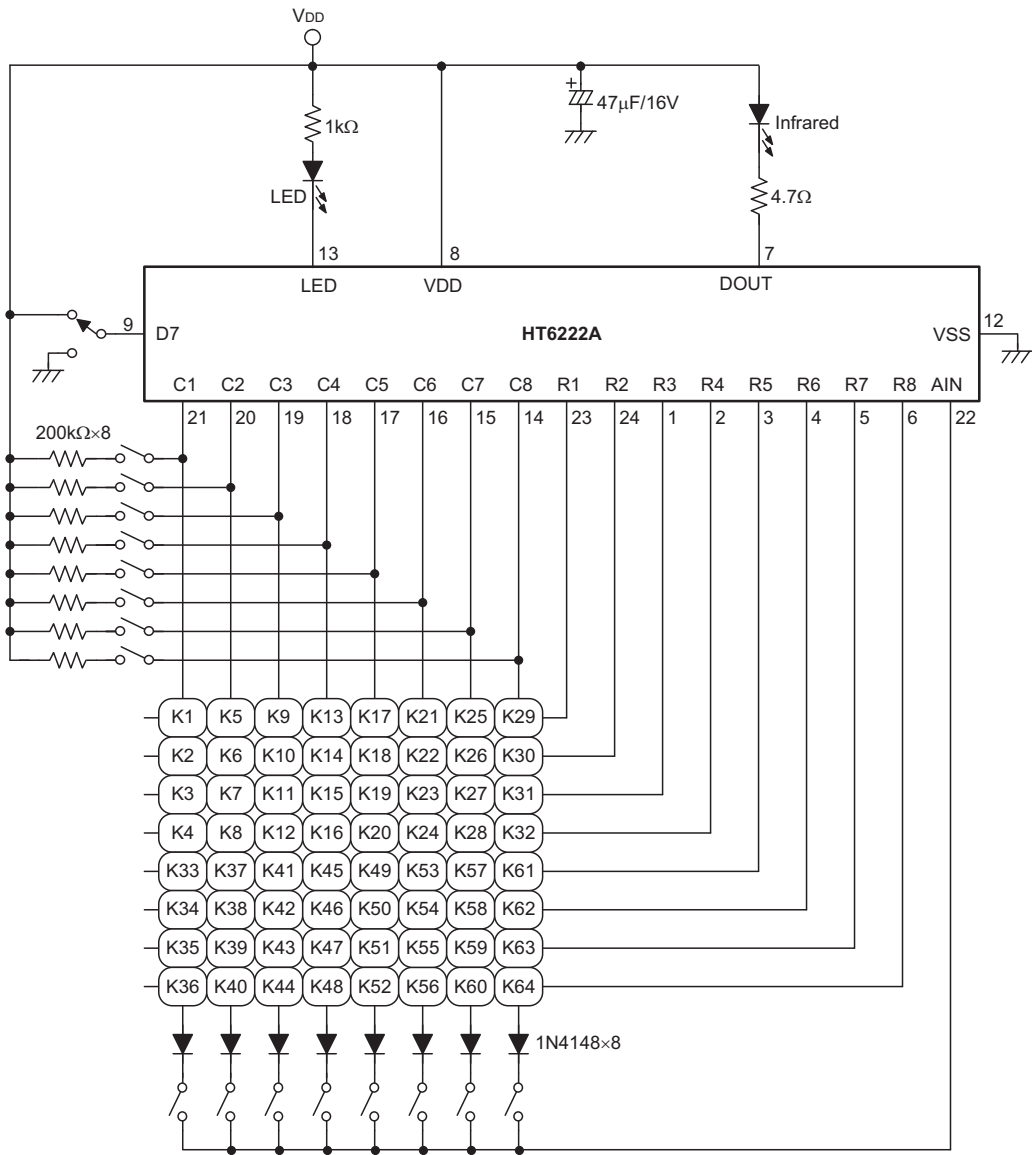 VDD
+
47µF/16V
1kΩ
Infrared
LED
4.7Ω
13 8 7
LED VDD DOUT
9 D7 HT6222A VSS 12
C1 C2 C3 C4 C5 C6 C7 C8 R1 R2 R3 R4 R5 R6 R7 R8 AIN
21 20 19 18 17 16 15 14 23 24 1 2 3 4 5 6 22
200kΩ×8
K1 K5 K9 K13 K17 K21 K25 K29
K2 K6 K10 K14 K18 K22 K26 K30
K3 K7 K11 K15 K19 K23 K27 K31
K4 K8 K12 K16 K20 K24 K28 K32
K33 K37 K41 K45 K49 K53 K57 K61
K34 K38 K42 K46 K50 K54 K58 K62
K35 K39 K43 K47 K51 K55 K59 K63
K36 K40 K44 K48 K52 K56 K60 K64
1N4148×8